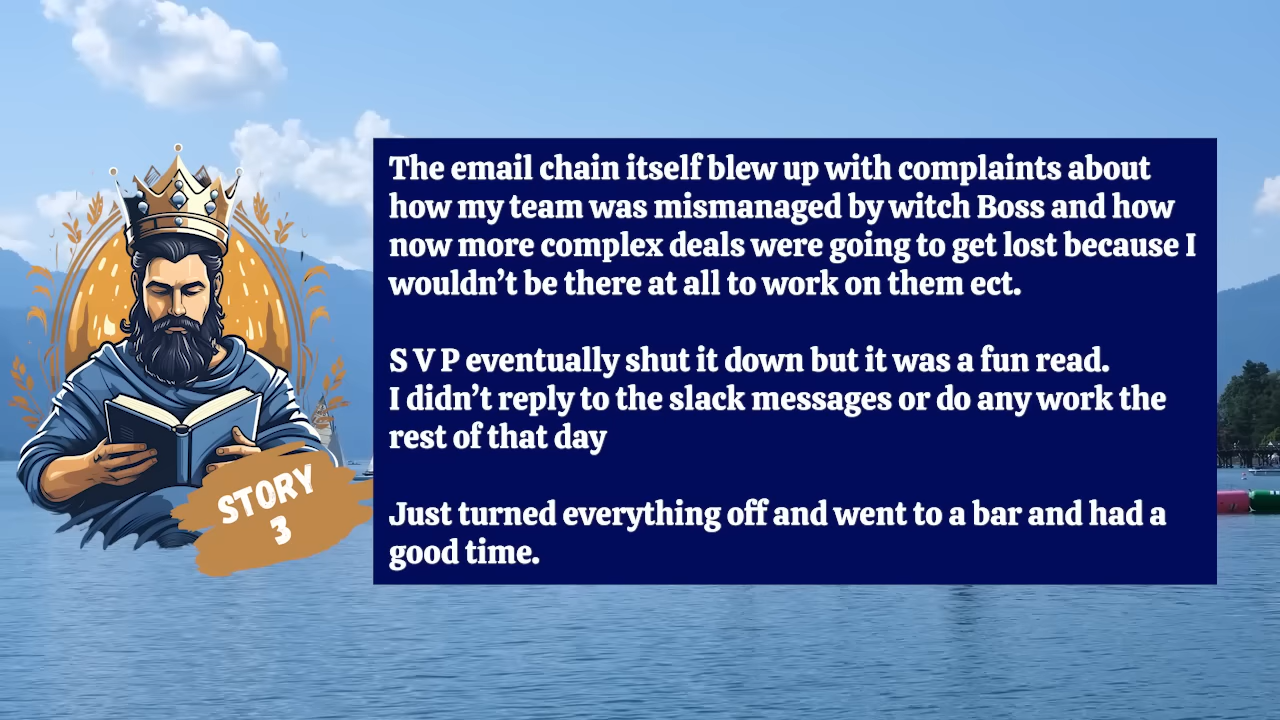 The email chain itself blew up with complaints about
how my team was mismanaged by witch Boss and how
now more complex deals were going to get lost because I
wouldn’t be there at all to work on them ect.
S V P eventually shut it down but it was a fun read.
I didn’t reply to the slack messages or do any work the
rest of that day
Just turned everything off and went to a bar and had a
good time.
STORY
3